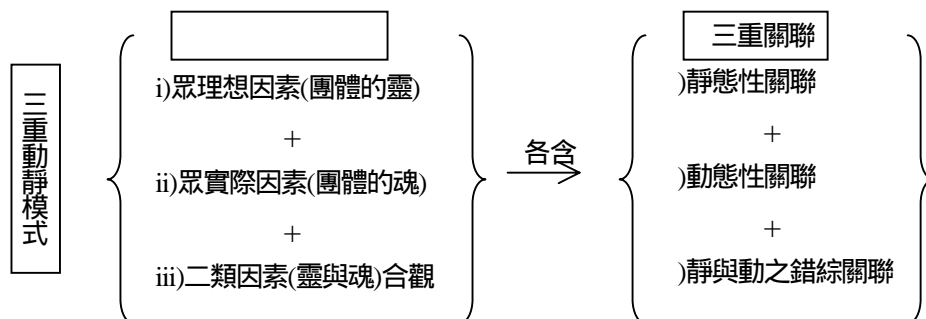 三重動靜模式
i)眾理想因素(團體的靈)
+
ii)眾實際因素(團體的魂)
+
iii)二類因素(靈與魂)合觀
各含
三重關聯
)靜態性關聯
+
)動態性關聯
+
)靜與動之錯綜關聯